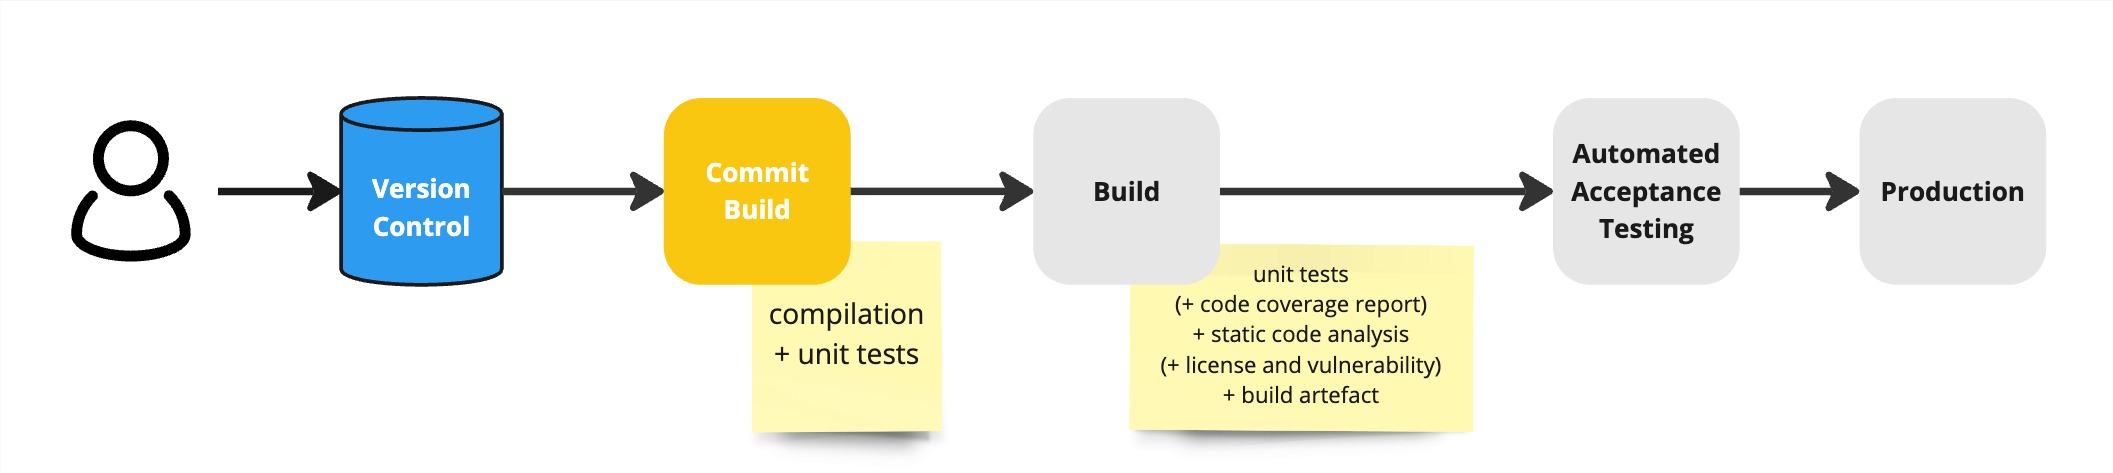 Version
Control
Commit
Build
compilation
+ unit tests
Build
unit tests
(+ code coverage report)
+ static code analysis
(+ license and vulnerability)
+ build artefact
Automated
Acceptance
Testing
Production